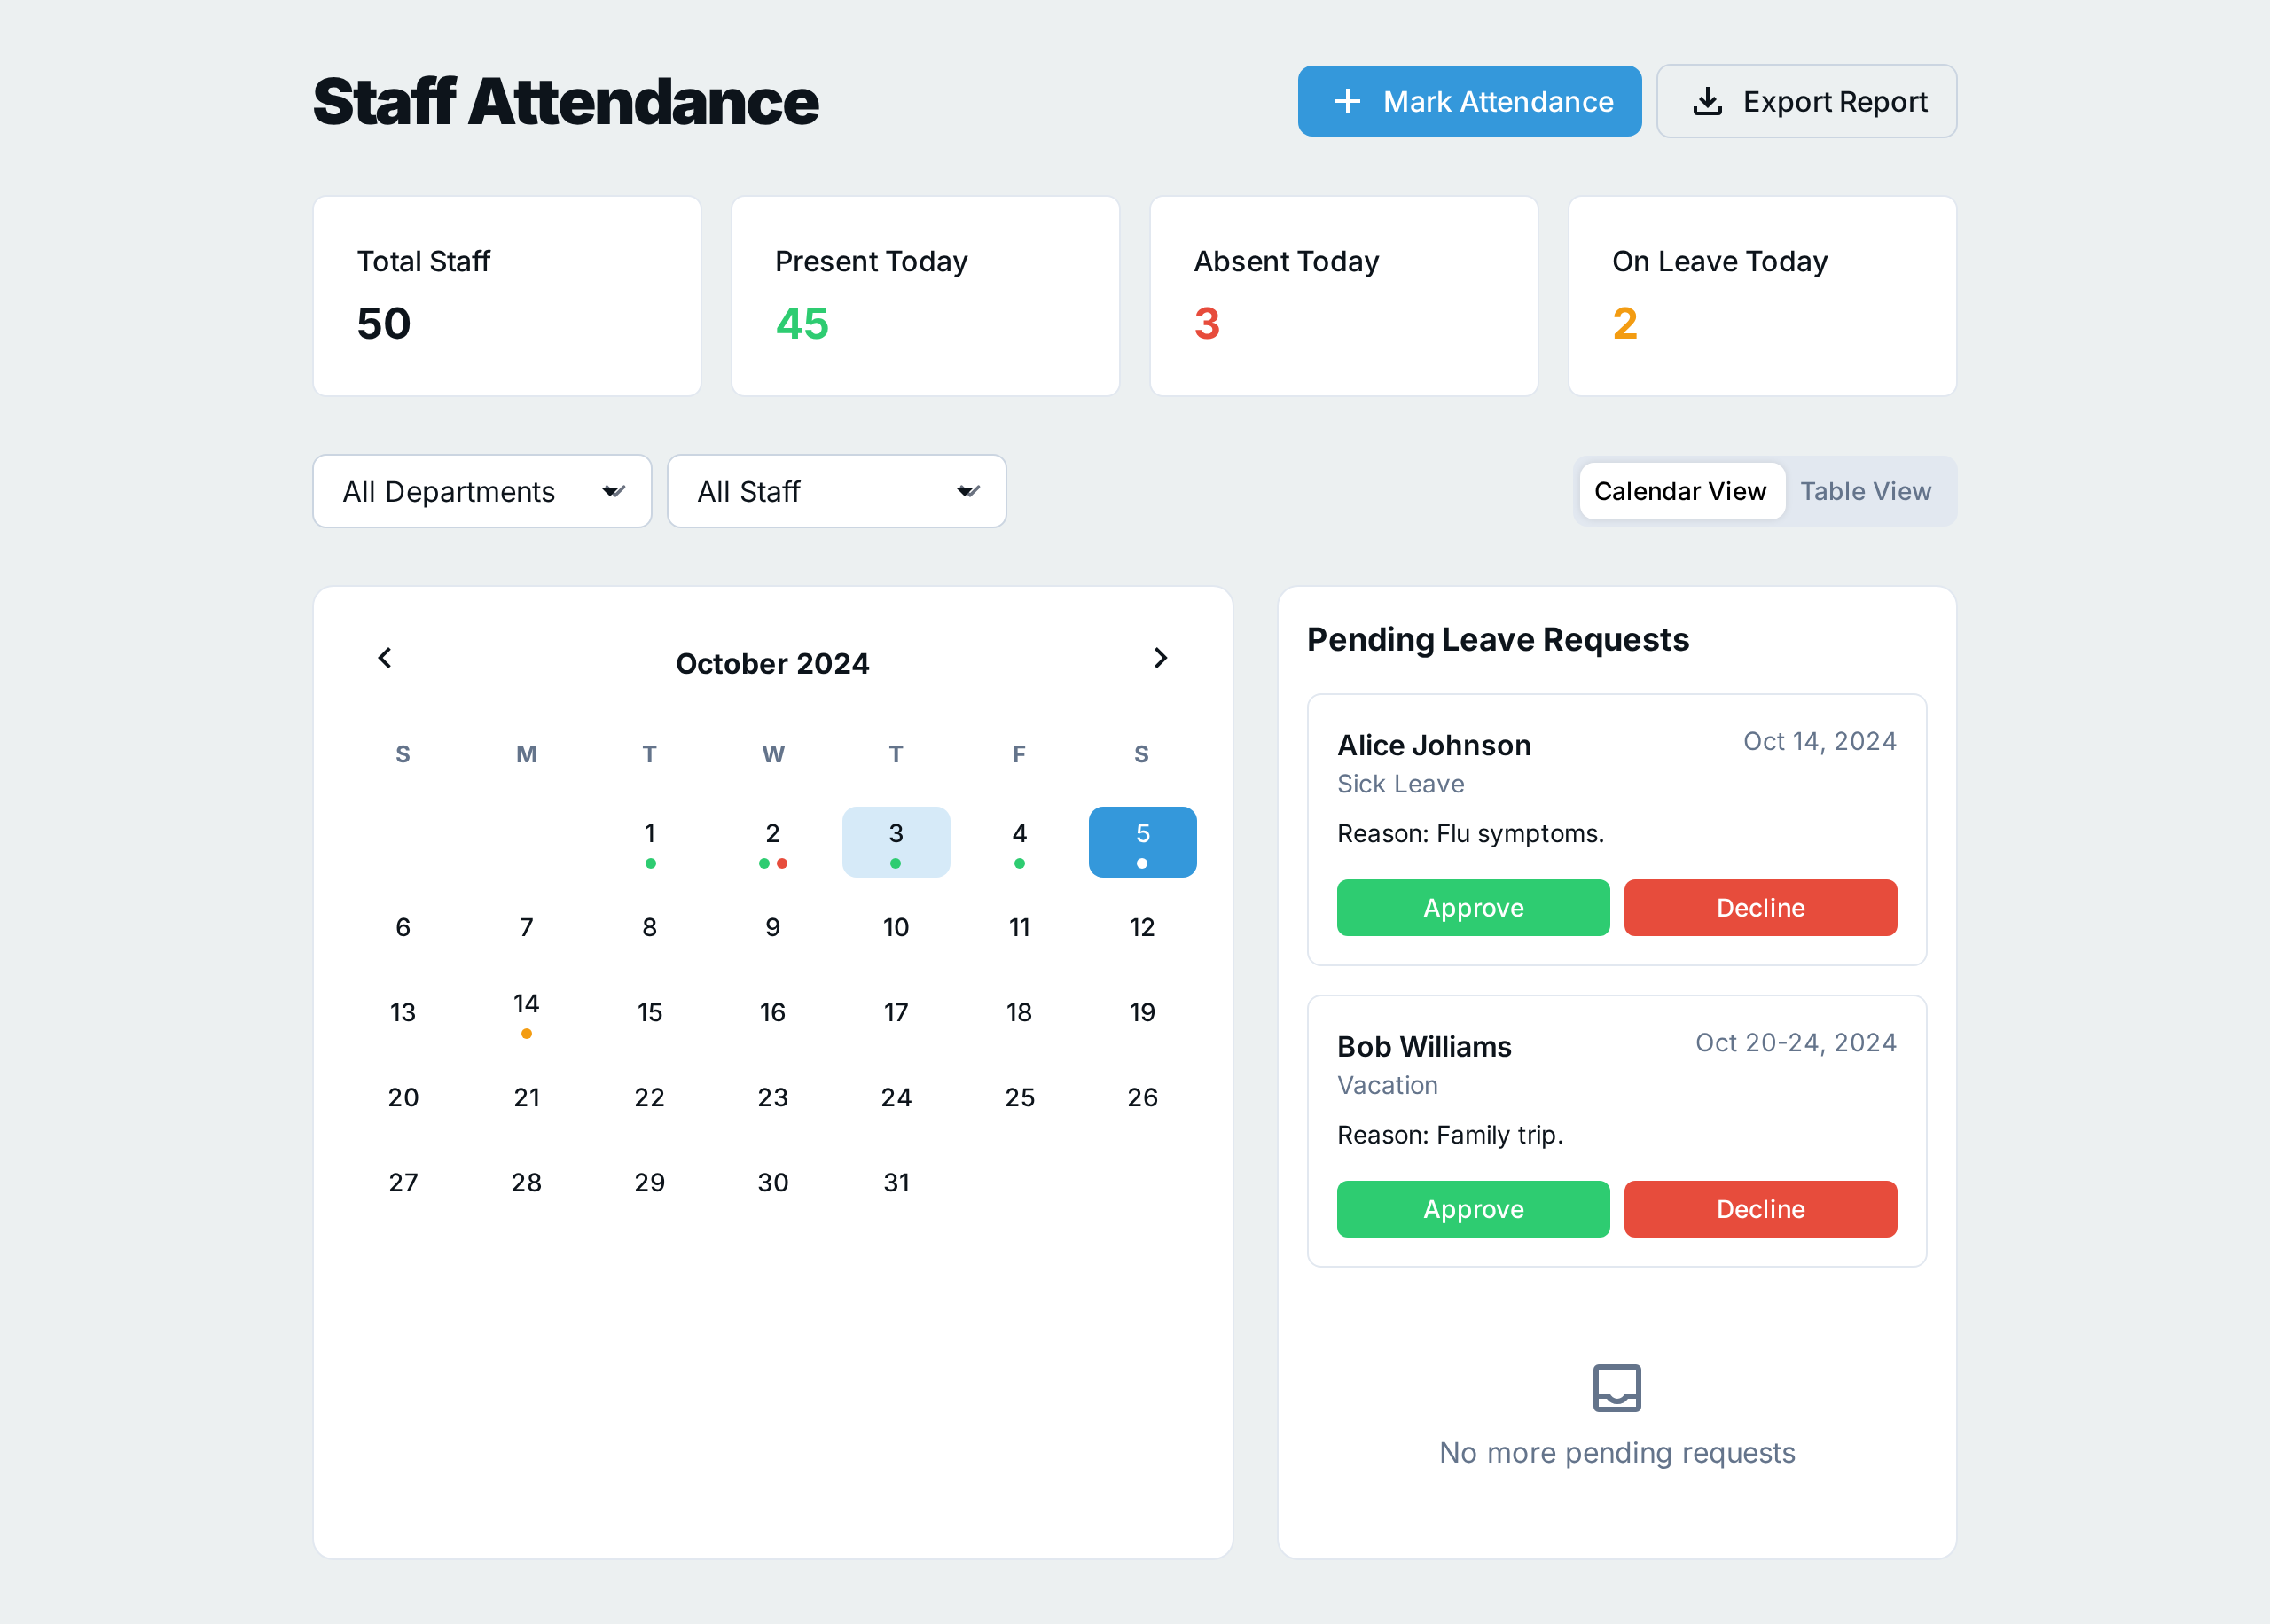 Staff Attendance
Mark Attendance
Export Report
Total Staff
50
Present Today
45
Absent Today
3
On Leave Today
2
All Departments
All Staff
Calendar View
Table View
October 2024
S M T W T F S
1 2 3 4 5
6 7 8 9 10 11 12
13 14 15 16 17 18 19
20 21 22 23 24 25 26
27 28 29 30 31
Pending Leave Requests
Alice Johnson
Oct 14, 2024
Sick Leave
Reason: Flu symptoms.
Approve
Decline
Bob Williams
Oct 20-24, 2024
Vacation
Reason: Family trip.
Approve
Decline
No more pending requests